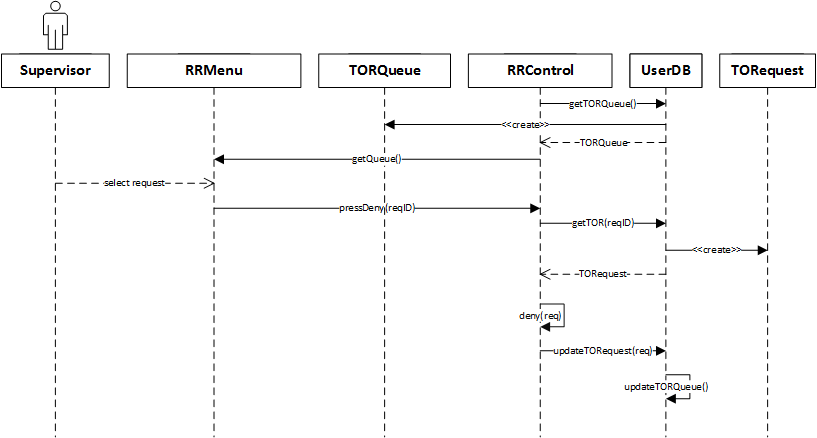 Supervisor
RRMenu
TORQueue
RRControl
UserDB
TORequest
getTORQueue()
<<create>>
TORQueue
getQueue()
select request
pressDeny(reqID)
getTOR(reqID)
<<create>>
TORequest
deny(req)
updateTORequest(req)
updateTORQueue()